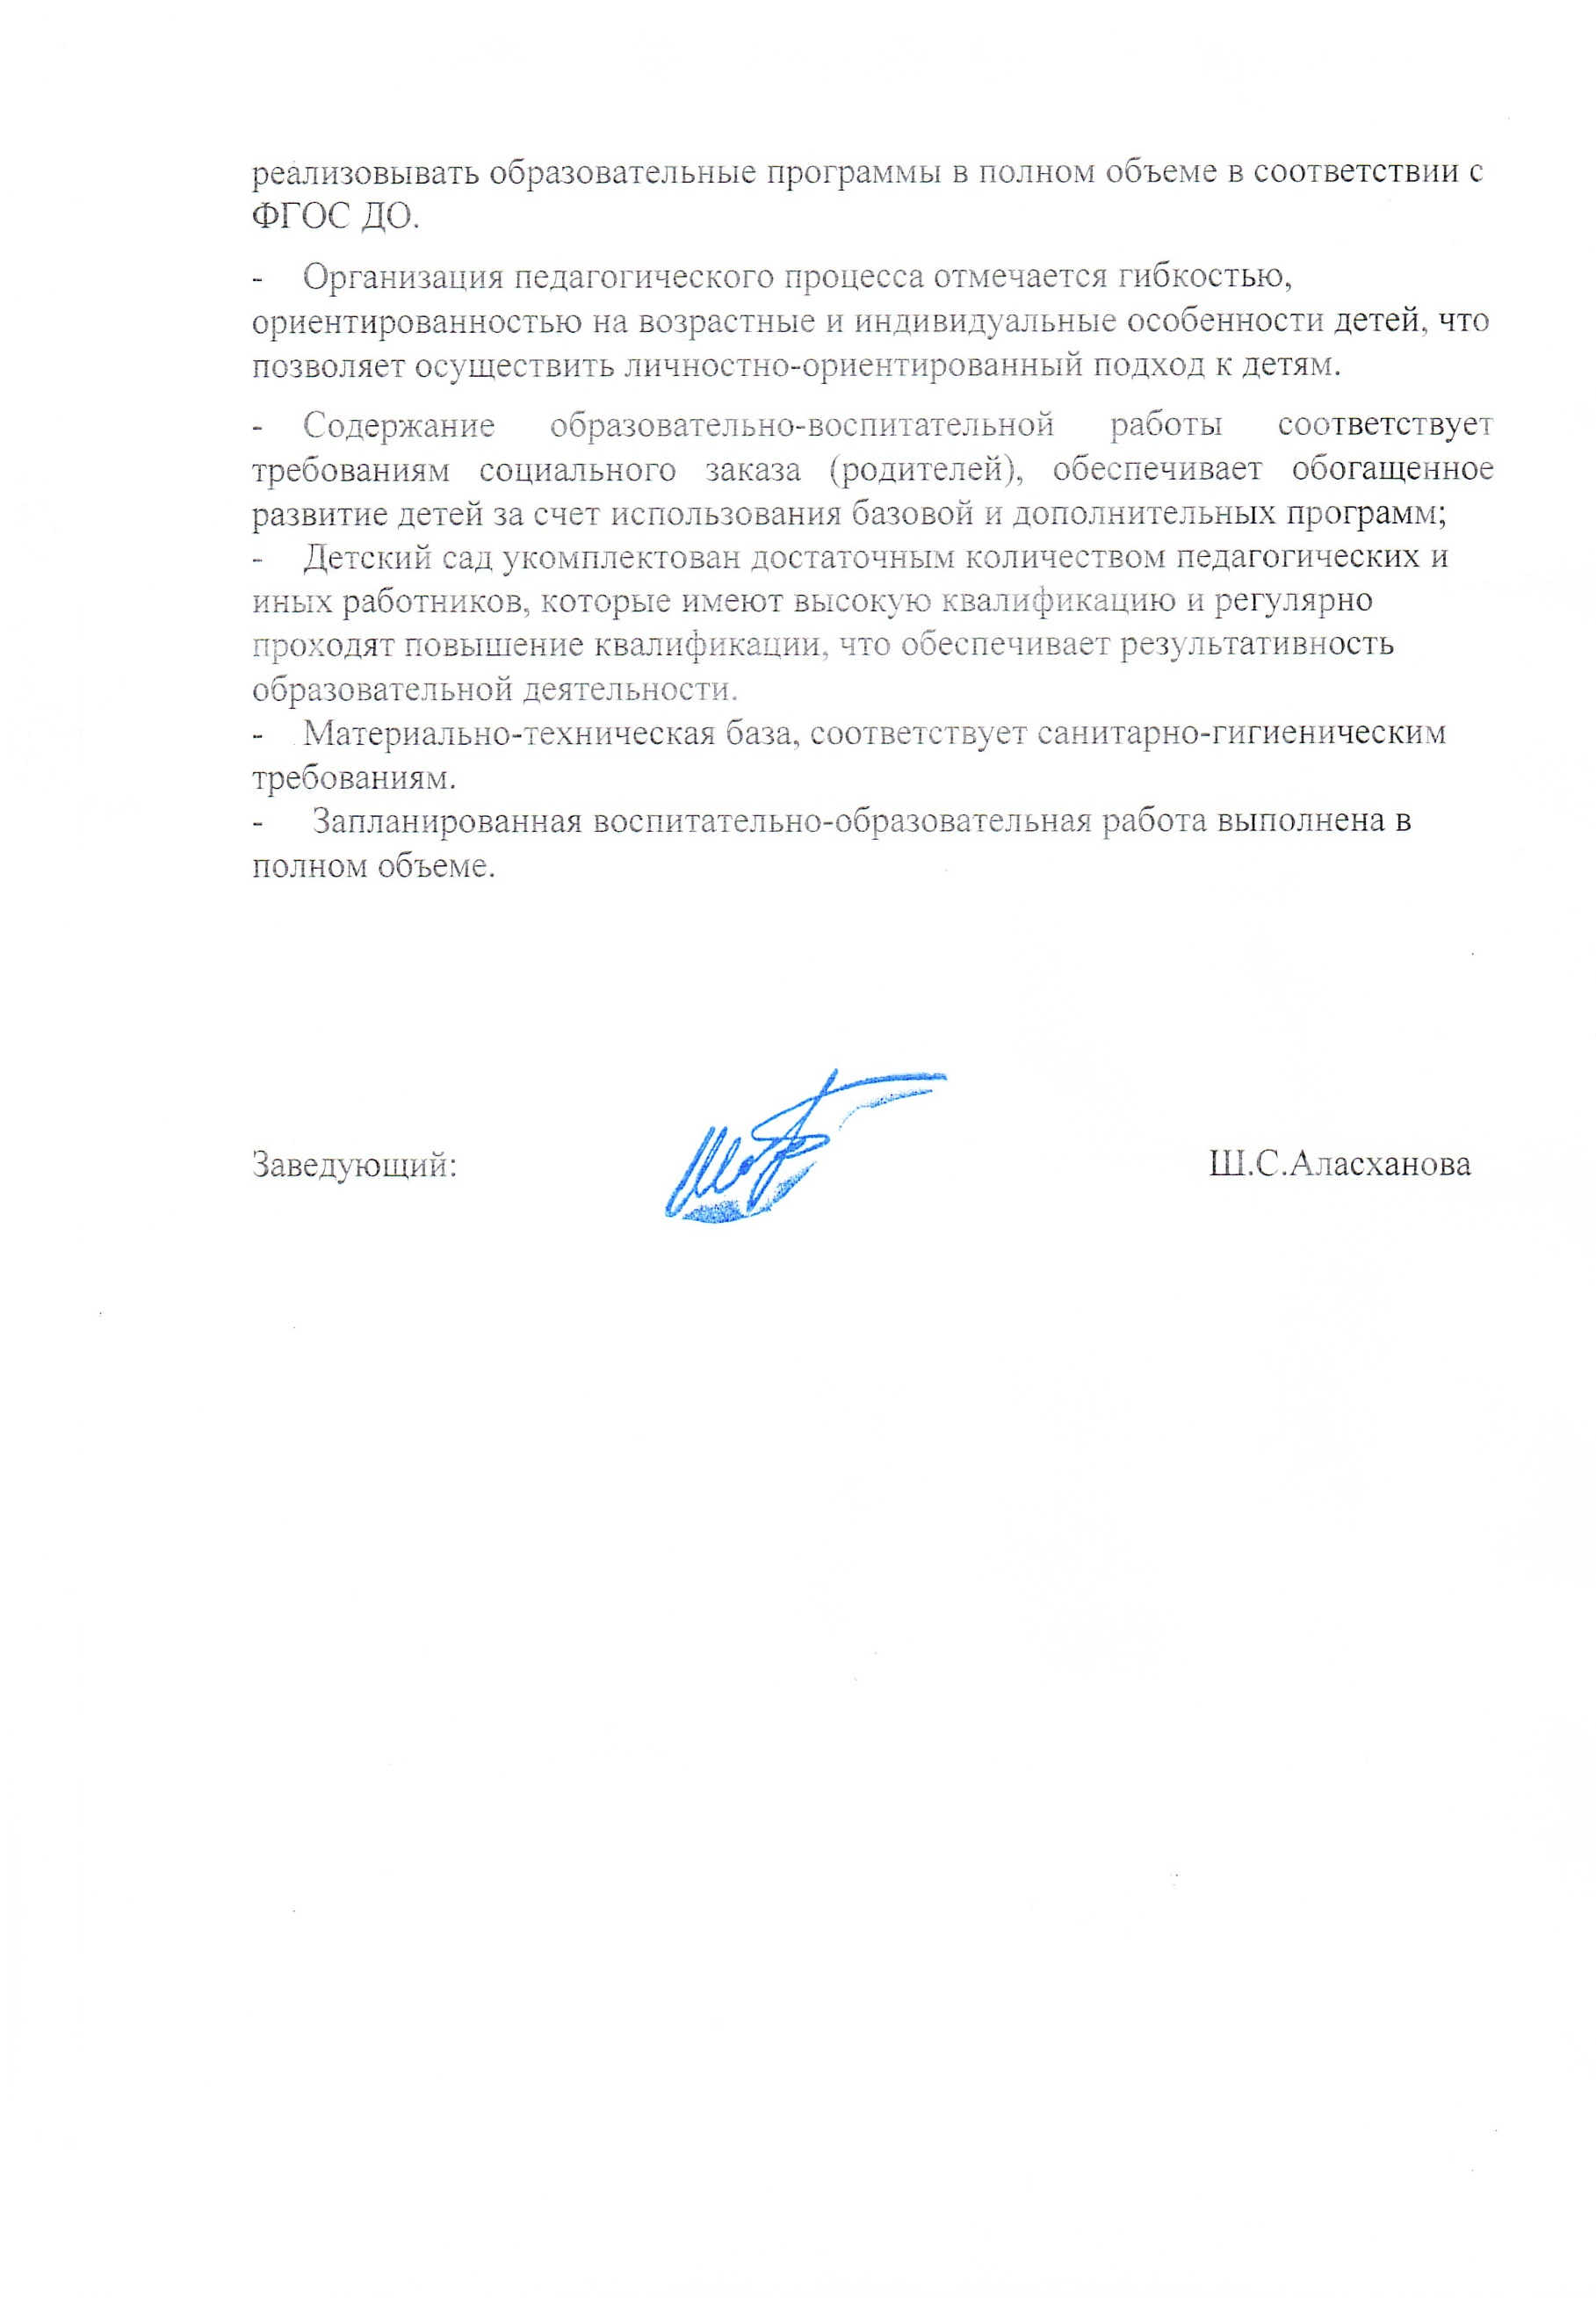 реализовывать образовательные программы в полном объеме в соответствии с
ФГОС ДО.
- Организация педагогического процесса отмечается гибкостью,
ориентированностью на возрастные и индивидуальные особенности детей, что
позволяет осуществить личностно-ориентированный подход к детям.
- Содержание образовательно-воспитательной работы соответствует
требованиям социального заказа (родителей), обеспечивает обогащенное
развитие детей за счет использования базовой и дополнительных программ;
- Детский сад укомплектован достаточным количеством педагогических и
иных работников, которые имеют высокую квалификацию и регулярно
проходят повышение квалификации, что обеспечивает результативность
образовательной деятельности.
- Материально-техническая база, соответствует санитарно-гигиеническим
требованиям.
- Запланированная воспитательно-образовательная работа выполнена в
полном объеме.
Заведующий: Ш.С.Аласханова